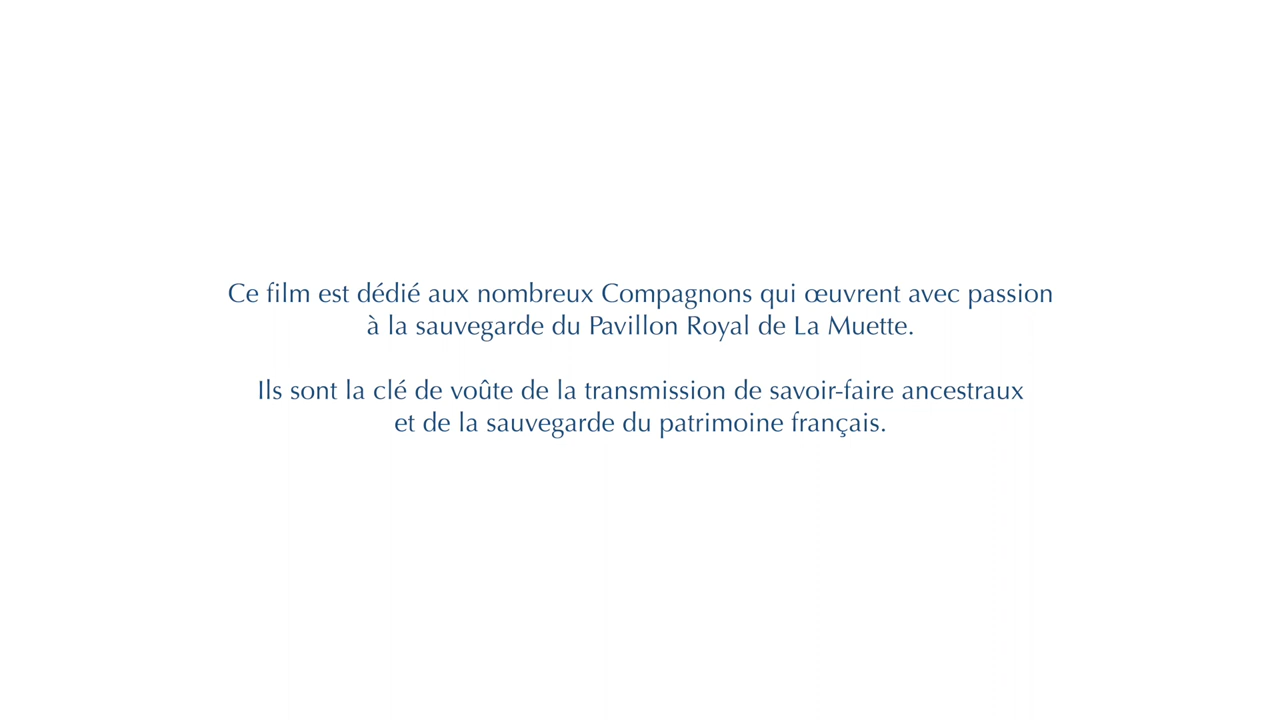 Ce film est dédié aux nombreux Compagnons qui œuvrent avec passion
à la sauvegarde du Pavillon Royal de La Muette.
Ils sont la clé de voûte de la transmission de savoir-faire ancestraux
et de la sauvegarde du patrimoine français.